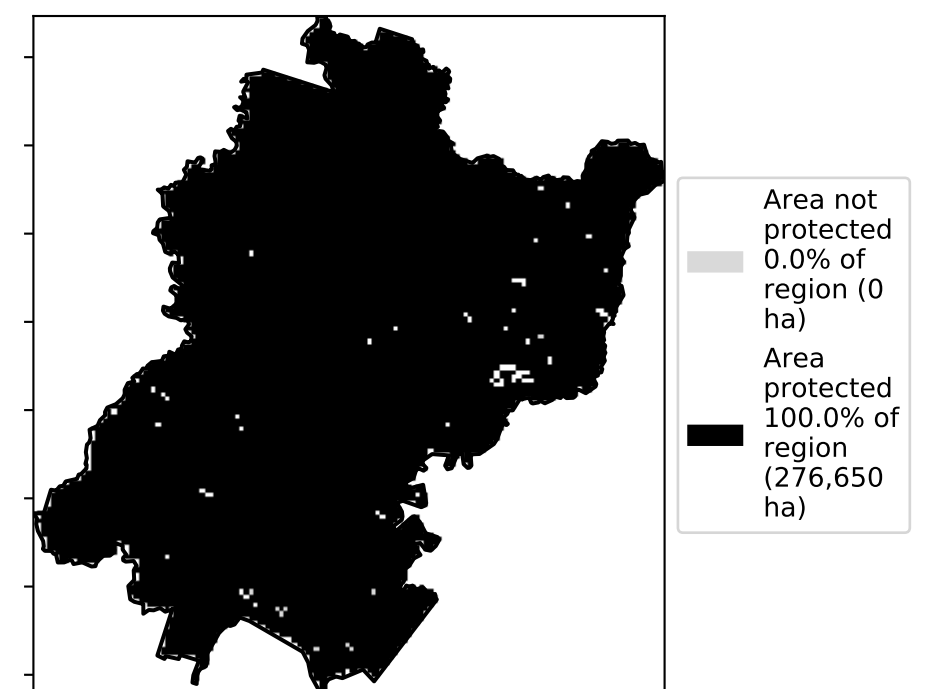 Area not
protected
0.0% of
region (0
ha)
Area
protected
100.0% of
region
(276,650
ha)